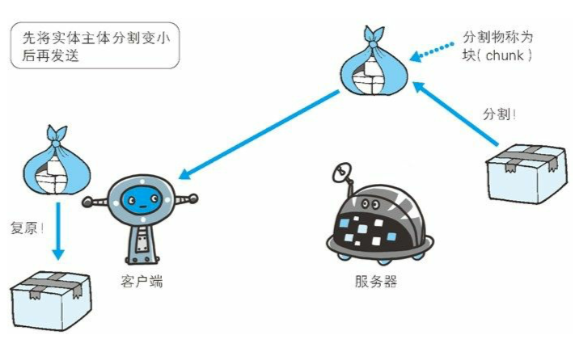 先将实体主体分割变小
后再发送
分割物称为
块( chunk )
分割!
复原!
客户端
服务器